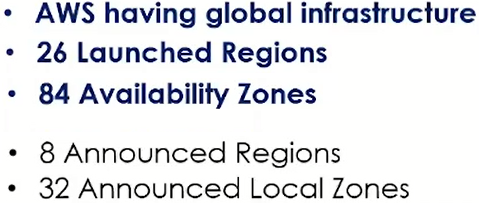 • AWS having global infrastructure
• 26 Launched Regions
• 84 Availability Zones
• 8 Announced Regions
• 32 Announced Local Zones